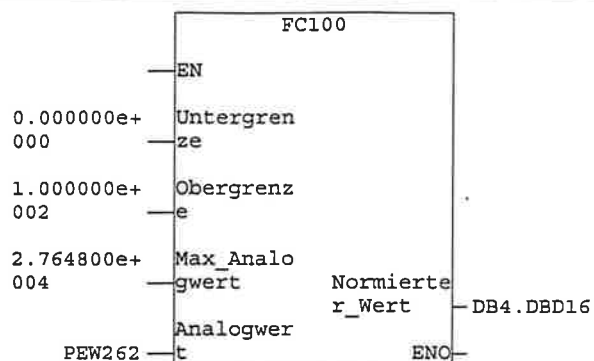 FC100
EN
0.000000e+ Untergren
000 ze
1.000000e+ Obergrenz
002 e
2.764800e+ Max_Analo
004 gwert Normierte
r_Wert DB4.DBD16
Analogwer
PEW262 t ENO